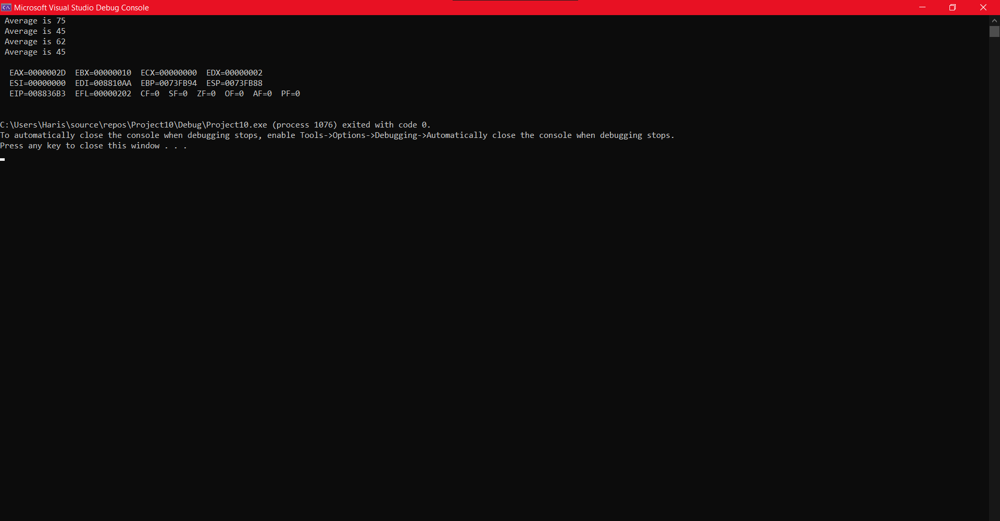 Microsoft Visual Studio Debug Console
Average is 75
Average is 45
Average is 62
Average is 45
EAX=0000002D  EBX=00000010  ECX=00000000  EDX=00000002
ESI=00000000  EDI=008810AA  EBP=0073FB94  ESP=0073FB88
EIP=008836B3  EFL=00000202  CF=0  SF=0  ZF=0  OF=0  AF=0  PF=0
C:\Users\Haris\source\repos\Project10\Debug\Project10.exe (process 1076) exited with code 0.
To automatically close the console when debugging stops, enable Tools->Options->Debugging->Automatically close the console when debugging stops.
Press any key to close this window . . .